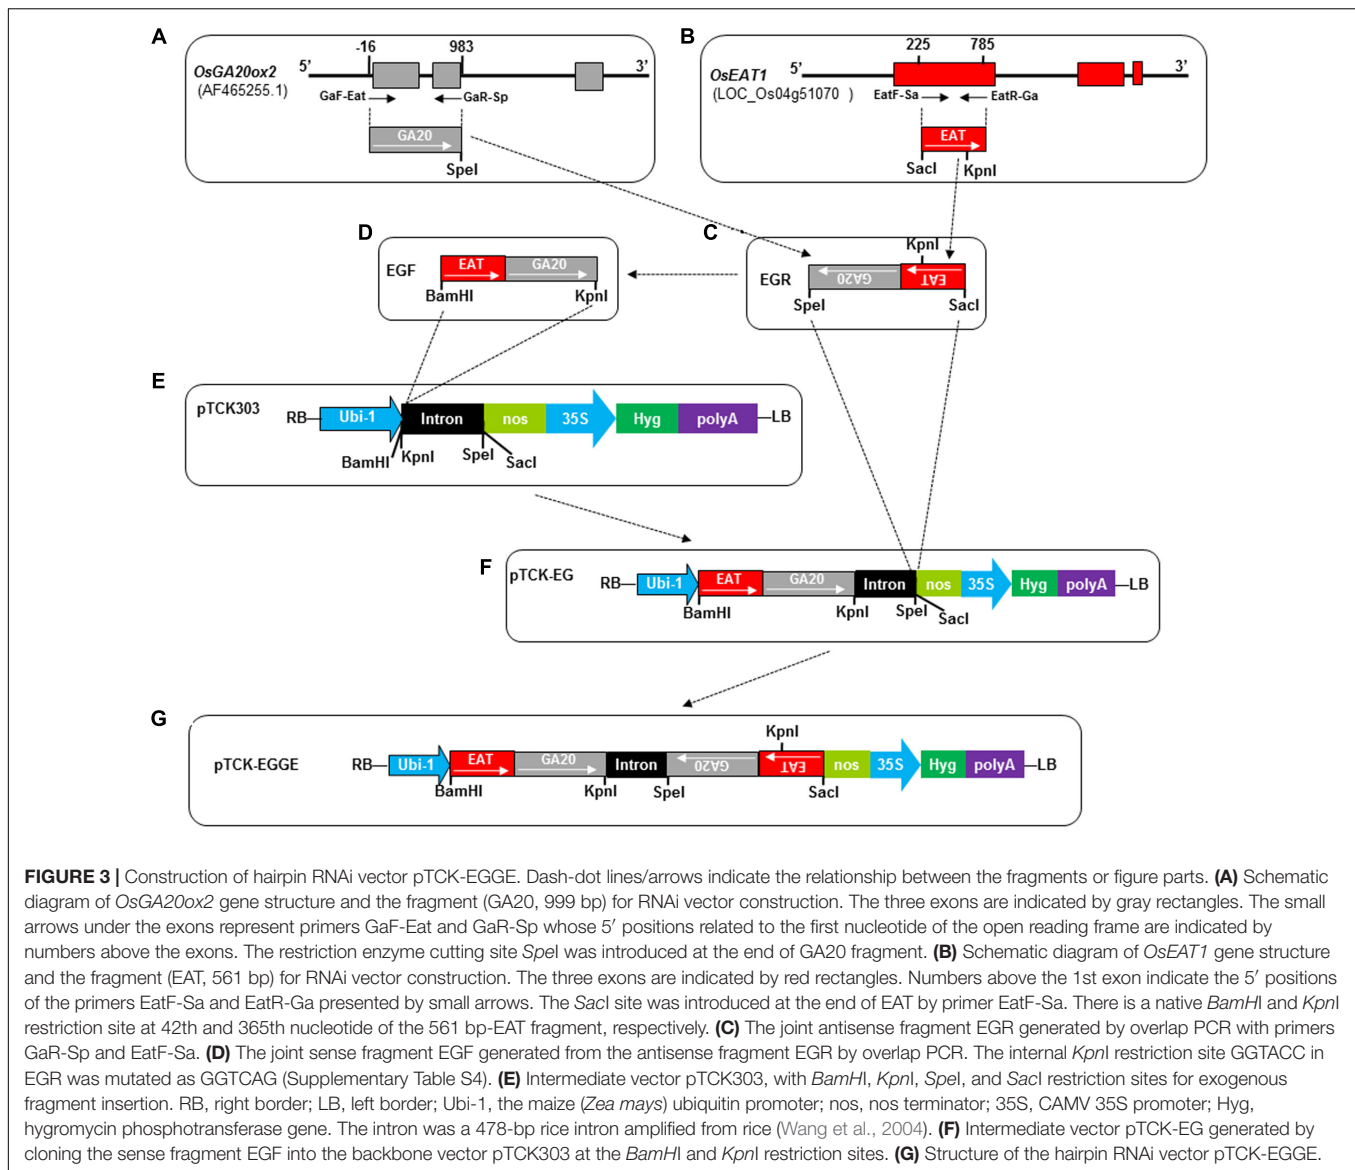 A
OsGA20ox2
(AF465255.1)
5’
-16
983
3’
GaF-Eat
GaR-Sp
GA20
SpeI
B
OsEAT1
(LOC_Os04g51070 )
5’
225
785
3’
EatF-Sa
EatR-Ga
EAT
SacI
KpnI
D
EGF
EAT
GA20
BamHI
KpnI
C
EGR
KpnI
GA20
EAT
SpeI
SacI
E
pTCK303
RB
Ubi-1
Intron
nos
35S
Hyg
polyA
LB
BamHI
KpnI
SpeI
SacI
F
pTCK-EG
RB
Ubi-1
EAT
GA20
Intron
nos
35S
Hyg
polyA
LB
BamHI
KpnI
SpeI
SacI
G
pTCK-EGGE
RB
Ubi-1
EAT
GA20
Intron
GA20
EAT
KpnI
nos
35S
Hyg
polyA
LB
BamHI
KpnI
SpeI
SacI
FIGURE 3 | Construction of hairpin RNAi vector pTCK-EGGE. Dash-dot lines/arrows indicate the relationship between the fragments or figure parts. (A) Schematic
diagram of OsGA20ox2 gene structure and the fragment (GA20, 999 bp) for RNAi vector construction. The three exons are indicated by gray rectangles. The small
arrows under the exons represent primers GaF-Eat and GaR-Sp whose 5′ positions related to the first nucleotide of the open reading frame are indicated by
numbers above the exons. The restriction enzyme cutting site SpeI was introduced at the end of GA20 fragment. (B) Schematic diagram of OsEAT1 gene structure
and the fragment (EAT, 561 bp) for RNAi vector construction. The three exons are indicated by red rectangles. Numbers above the 1st exon indicate the 5′ positions
of the primers EatF-Sa and EatR-Ga presented by small arrows. The SacI site was introduced at the end of EAT by primer EatF-Sa. There is a native BamHI and KpnI
restriction site at 42th and 365th nucleotide of the 561 bp-EAT fragment, respectively. (C) The joint antisense fragment EGR generated by overlap PCR with primers
GaR-Sp and EatF-Sa. (D) The joint sense fragment EGF generated from the antisense fragment EGR by overlap PCR. The internal KpnI restriction site GGTACC in
EGR was mutated as GGTCAG (Supplementary Table S4). (E) Intermediate vector pTCK303, with BamHI, KpnI, SpeI, and SacI restriction sites for exogenous
fragment insertion. RB, right border; LB, left border; Ubi-1, the maize (Zea mays) ubiquitin promoter; nos, nos terminator; 35S, CAMV 35S promoter; Hyg,
hygromycin phosphotransferase gene. The intron was a 478-bp rice intron amplified from rice (Wang et al., 2004). (F) Intermediate vector pTCK-EG generated by
cloning the sense fragment EGF into the backbone vector pTCK303 at the BamHI and KpnI restriction sites. (G) Structure of the hairpin RNAi vector pTCK-EGGE.